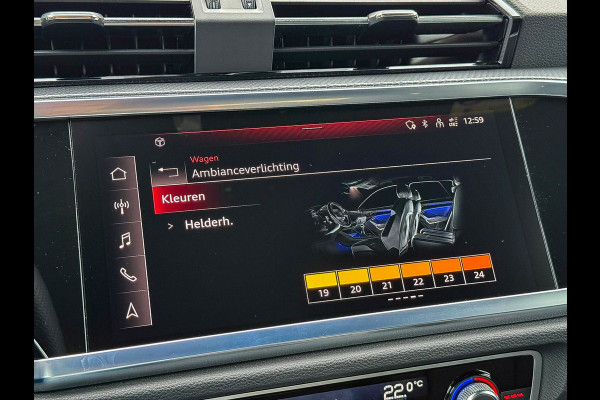 12:59
Wagen
Ambianceverlichting
Kleuren
> Helderh.
19 20 21 22 23 24
22.0°C